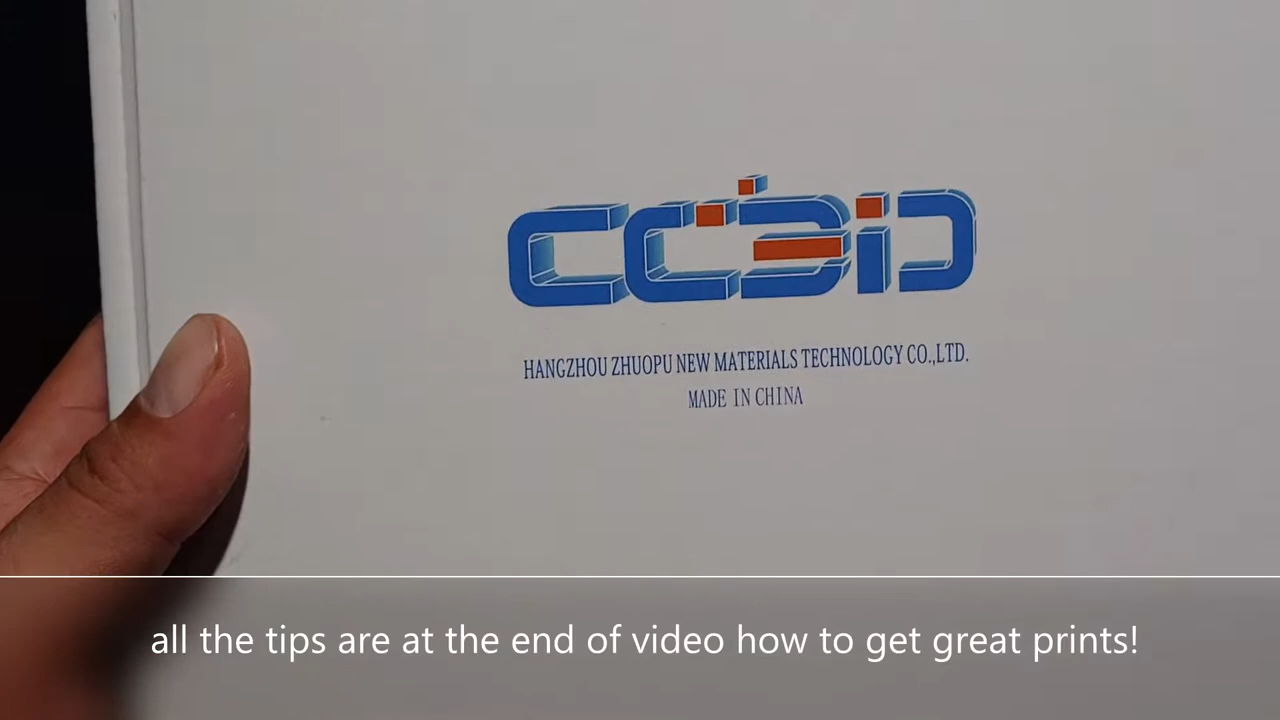 CC3D
HANGZHOU ZHUOPU NEW MATERIALS TECHNOLOGY CO.,LTD.
MADE IN CHINA
all the tips are at the end of video how to get great prints!